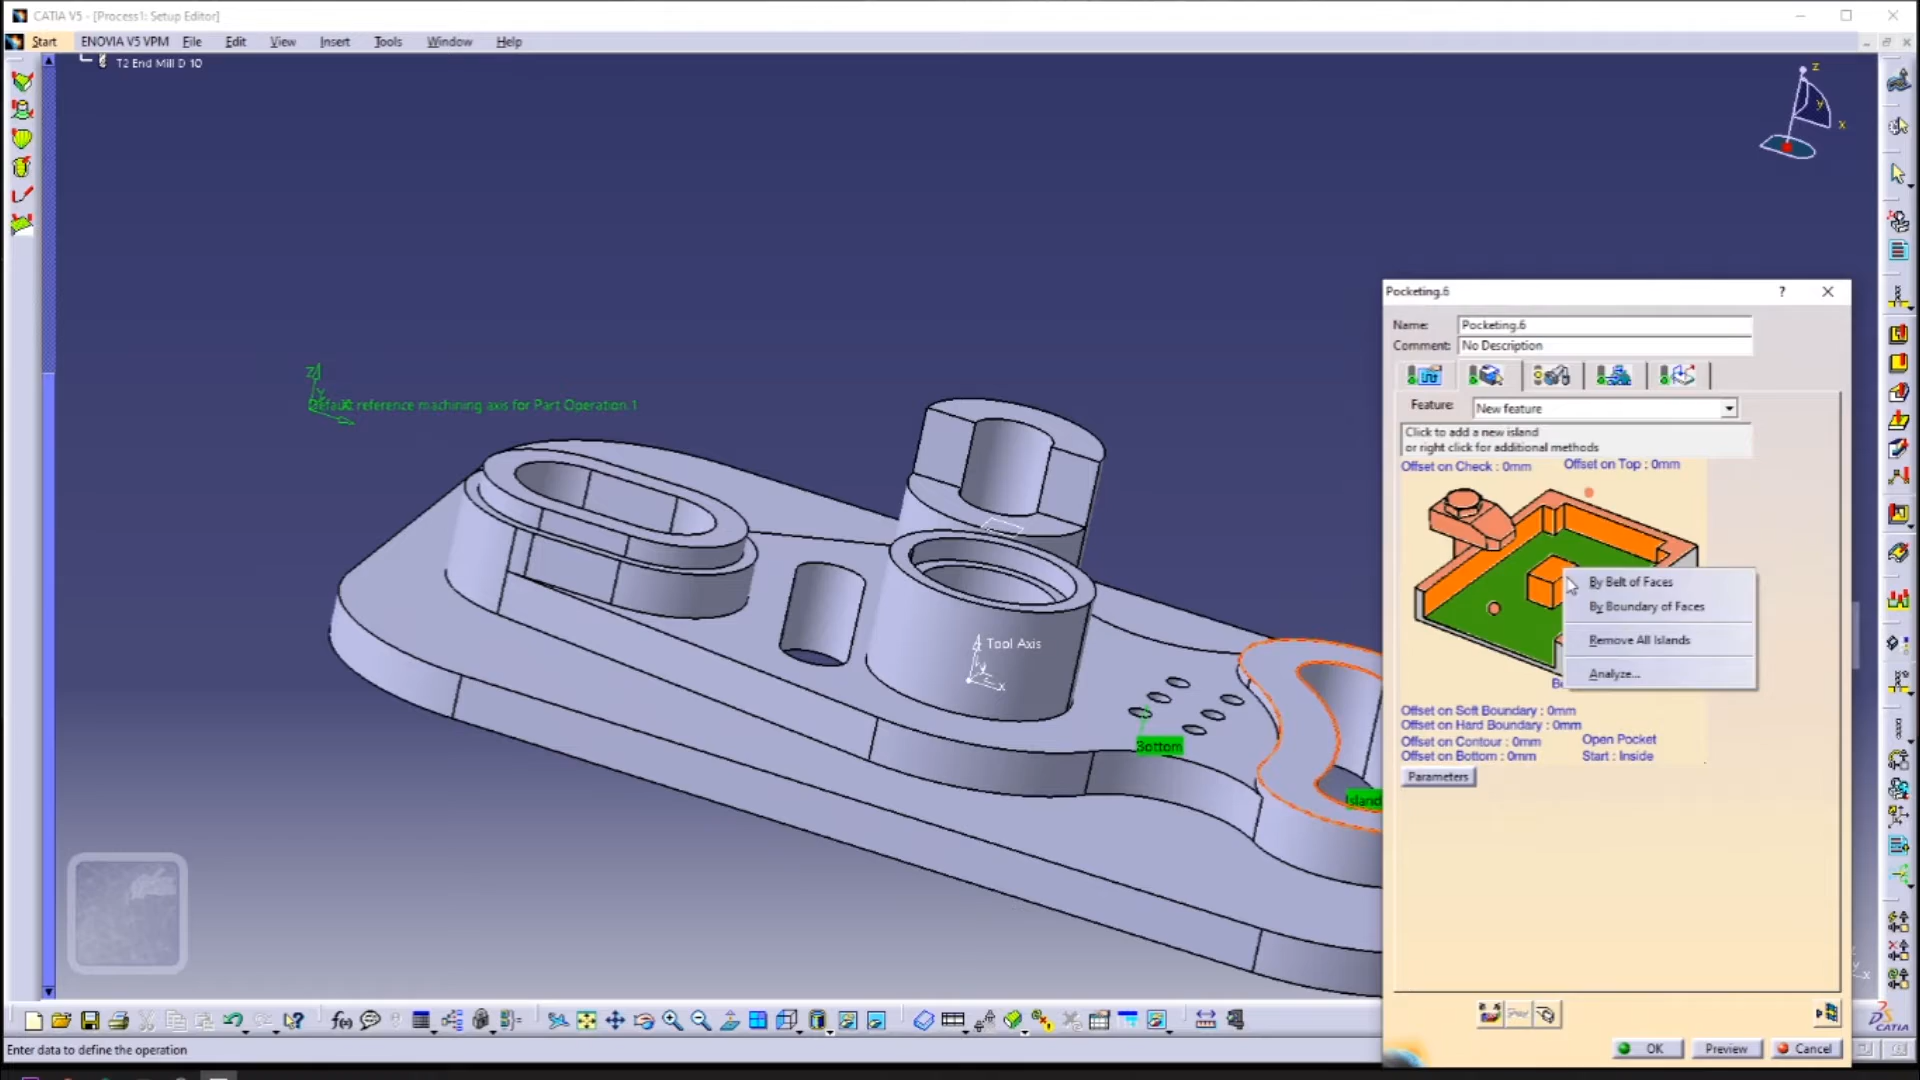 CATIA V5 - [Process1: Setup Editor]
Start ENOVIA V5 VPM File Edit View Insert Tools Window Help
T2 End Mill D 10
z
y
x
Pocketing.6
?
Name: Pocketing.6
Comment: No Description
Feature: New feature
Click to add a new island
or right click for additional methods
Offset on Check : 0mm Offset on Top : 0mm
By Belt of Faces
By Boundary of Faces
Remove All Islands
Analyze...
Offset on Soft Boundary : 0mm
Offset on Hard Boundary : 0mm
Offset on Contour : 0mm Open Pocket
Offset on Bottom : 0mm Start : Inside
Parameters
reference machining axis for Part Operation.1
Tool Axis
x
Bottom
Island
OK Preview Cancel
CATIA
Enter data to define the operation